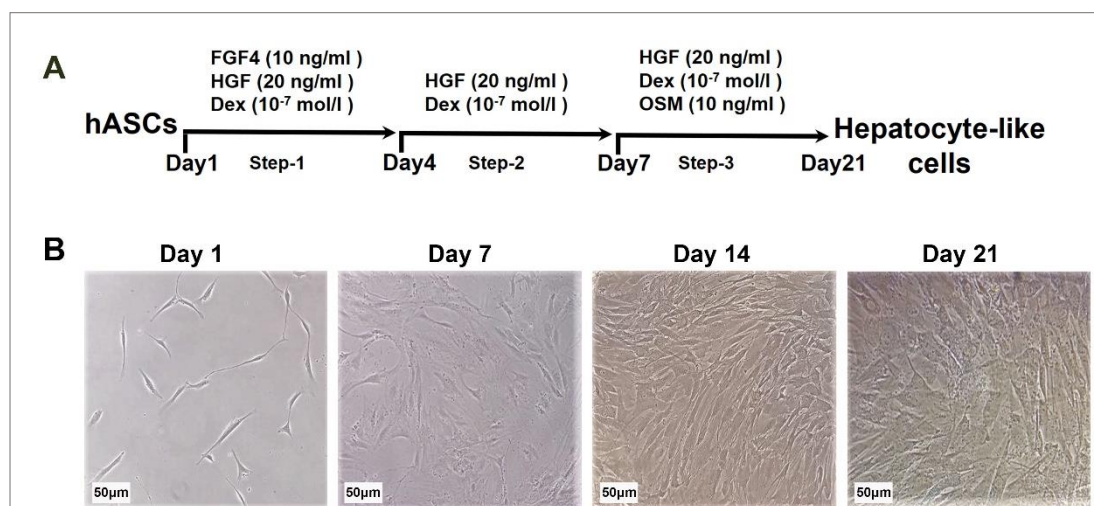 A
FGF4 (10 ng/ml )
HGF (20 ng/ml )
Dex (10⁻⁷ mol/l )
HGF (20 ng/ml )
Dex (10⁻⁷ mol/l )
HGF (20 ng/ml )
Dex (10⁻⁷ mol/l )
OSM (10 ng/ml )
hASCs
Day1
Step-1
Day4
Step-2
Day7
Step-3
Day21
Hepatocyte-like
cells
B
Day 1
Day 7
Day 14
Day 21
50µm
50µm
50µm
50µm